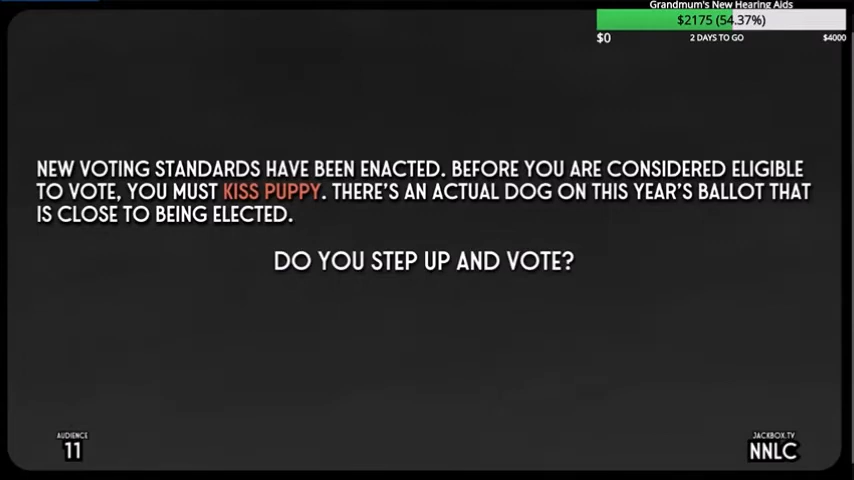 Grandmum's New Hearing Aids
$2175 (54.37%)
$0 2 DAYS TO GO $4000
NEW VOTING STANDARDS HAVE BEEN ENACTED. BEFORE YOU ARE CONSIDERED ELIGIBLE
TO VOTE, YOU MUST KISS PUPPY. THERE'S AN ACTUAL DOG ON THIS YEAR'S BALLOT THAT
IS CLOSE TO BEING ELECTED.
DO YOU STEP UP AND VOTE?
AUDIENCE
11
JACKBOX.TV
NNLC